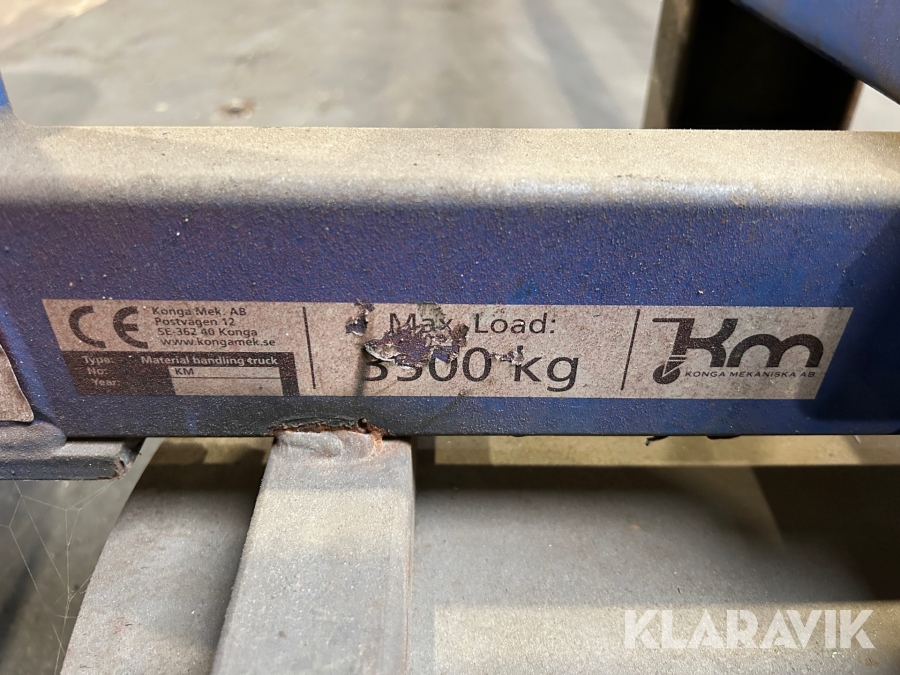 CE
Konga Mek. AB
Postvägen 12
SE-362 40 Konga
www.kongamek.se
Type: Material handling truck
No: KM
Year:
Max. Load:
kg
Km
KONGA MEKANISKA AB
KLARAVIK